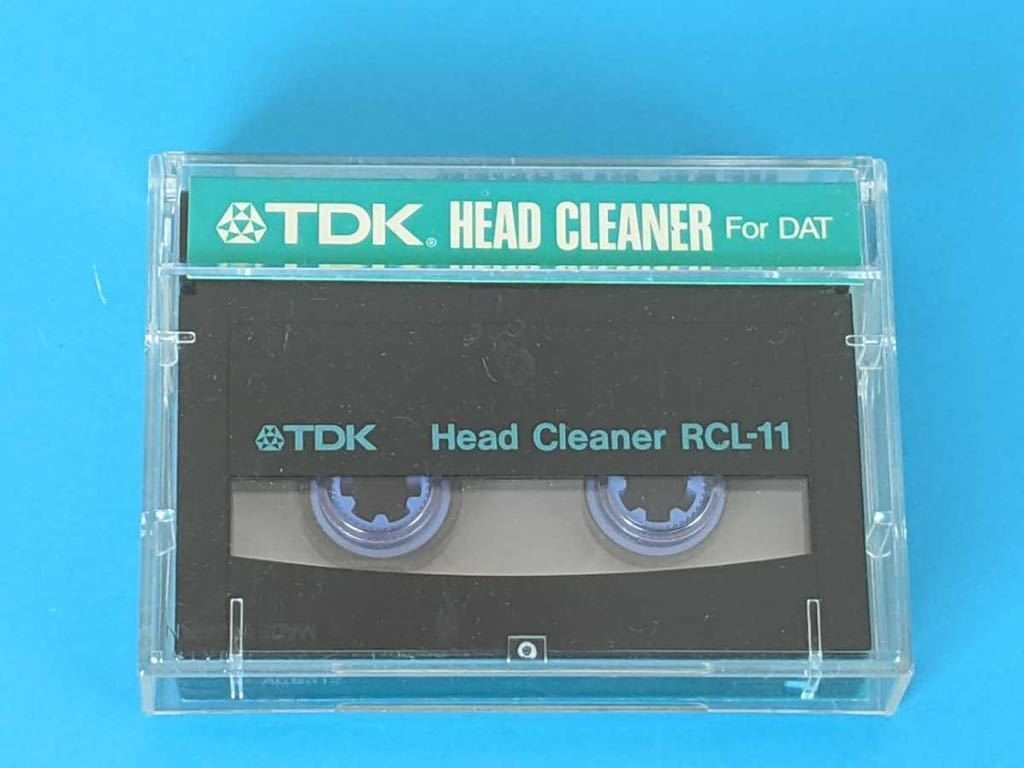 TDK® HEAD CLEANER For DAT
TDK Head Cleaner RCL-11